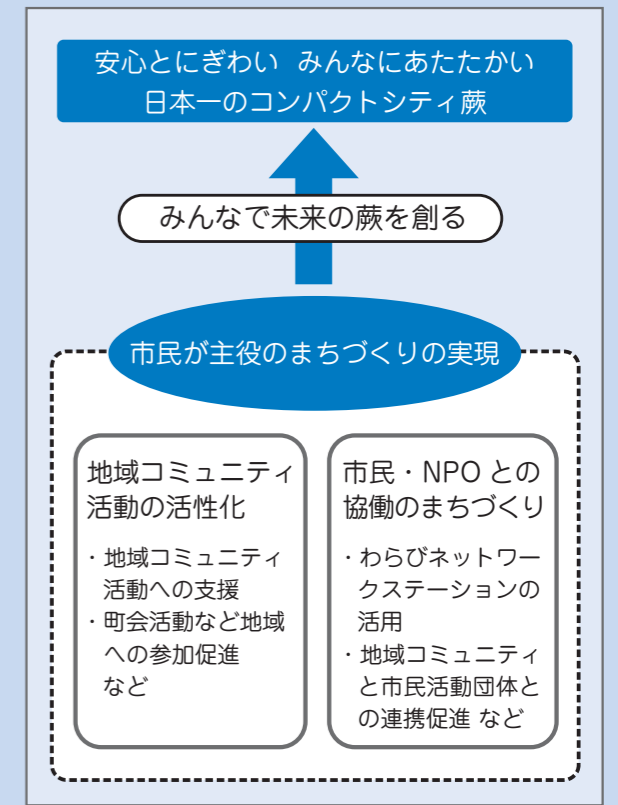 安心とにぎわい みんなにあたたかい
日本一のコンパクトシティ蕨
みんなで未来の蕨を創る
市民が主役のまちづくりの実現
地域コミュニティ
活動の活性化
・地域コミュニティ
活動への支援
・町会活動など地域
への参加促進
など
市民・NPOとの
協働のまちづくり
・わらびネットワー
クステーションの
活用
・地域コミュニティ
と市民活動団体と
の連携促進 など